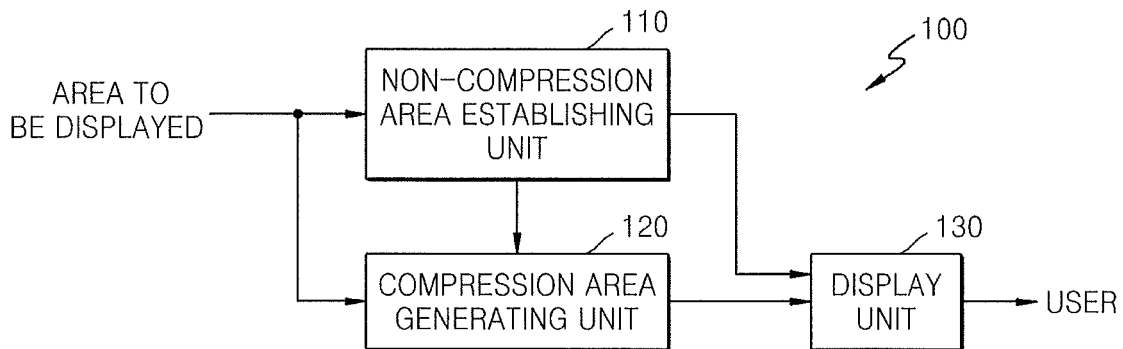 110
100
NON-COMPRESSION
AREA ESTABLISHING
UNIT
AREA TO
BE DISPLAYED
120
130
COMPRESSION AREA
GENERATING UNIT
DISPLAY
UNIT
USER